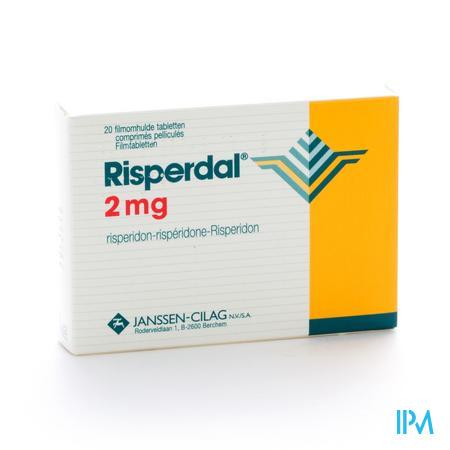 20 filmomhulde tabletten
comprimés pelliculés
Filmtabletten
Risperdal®
2 mg
risperidon-rispéridone-Risperidon
JANSSEN-CILAG N.V./S.A.
Roderveldlaan 1, B-2600 Berchem
IPM